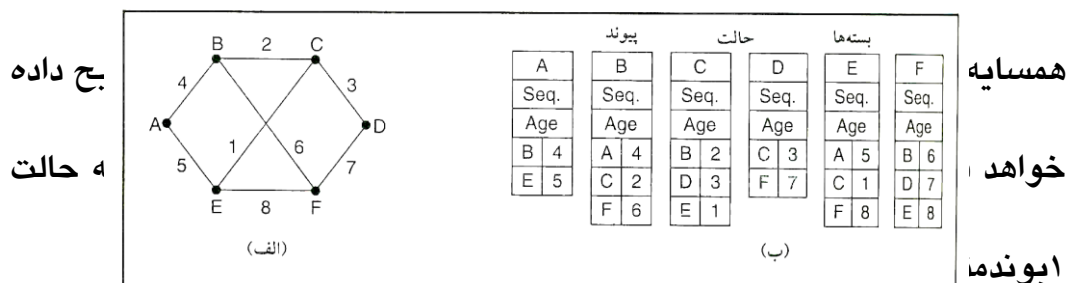 پیوند حالت بسته‌ها
همسایه بح داده
خواهد ه حالت
B 2 C
4 3
A D
5 1 6 7
E 8 F
(الف)
A B C D E F
Seq. Seq. Seq. Seq. Seq. Seq.
Age Age Age Age Age Age
B 4 A 4 B 2 C 3 A 5 B 6
E 5 C 2 D 3 F 7 C 1 D 7
F 6 E 1 F 8 E 8
(ب)